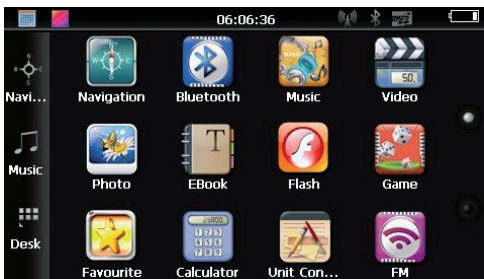 06:06:36
Navi...
Navigation
Bluetooth
Music
Video
50.
Music
Photo
EBook
Flash
Game
T
Desk
Favourite
Calculator
Unit Con...
FM